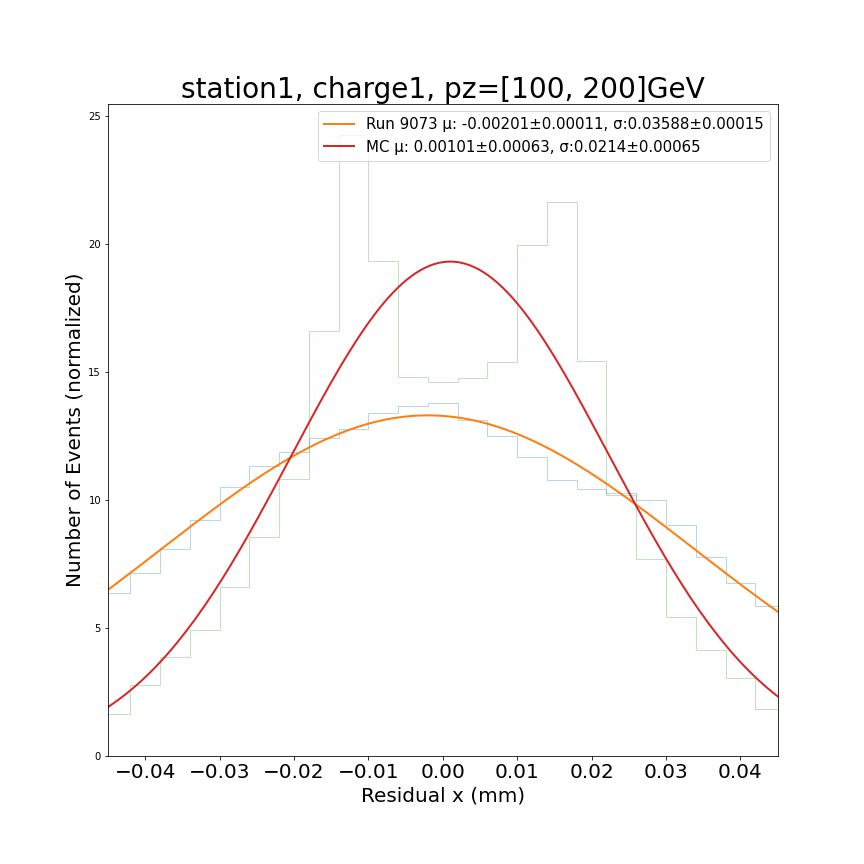 station1, charge1, pz=[100, 200]GeV
Run 9073 μ: -0.00201±0.00011, σ:0.03588±0.00015
MC μ: 0.00101±0.00063, σ:0.0214±0.00065
25
20
15
10
5
0
Number of Events (normalized)
−0.04 −0.03 −0.02 −0.01 0.00 0.01 0.02 0.03 0.04
Residual x (mm)